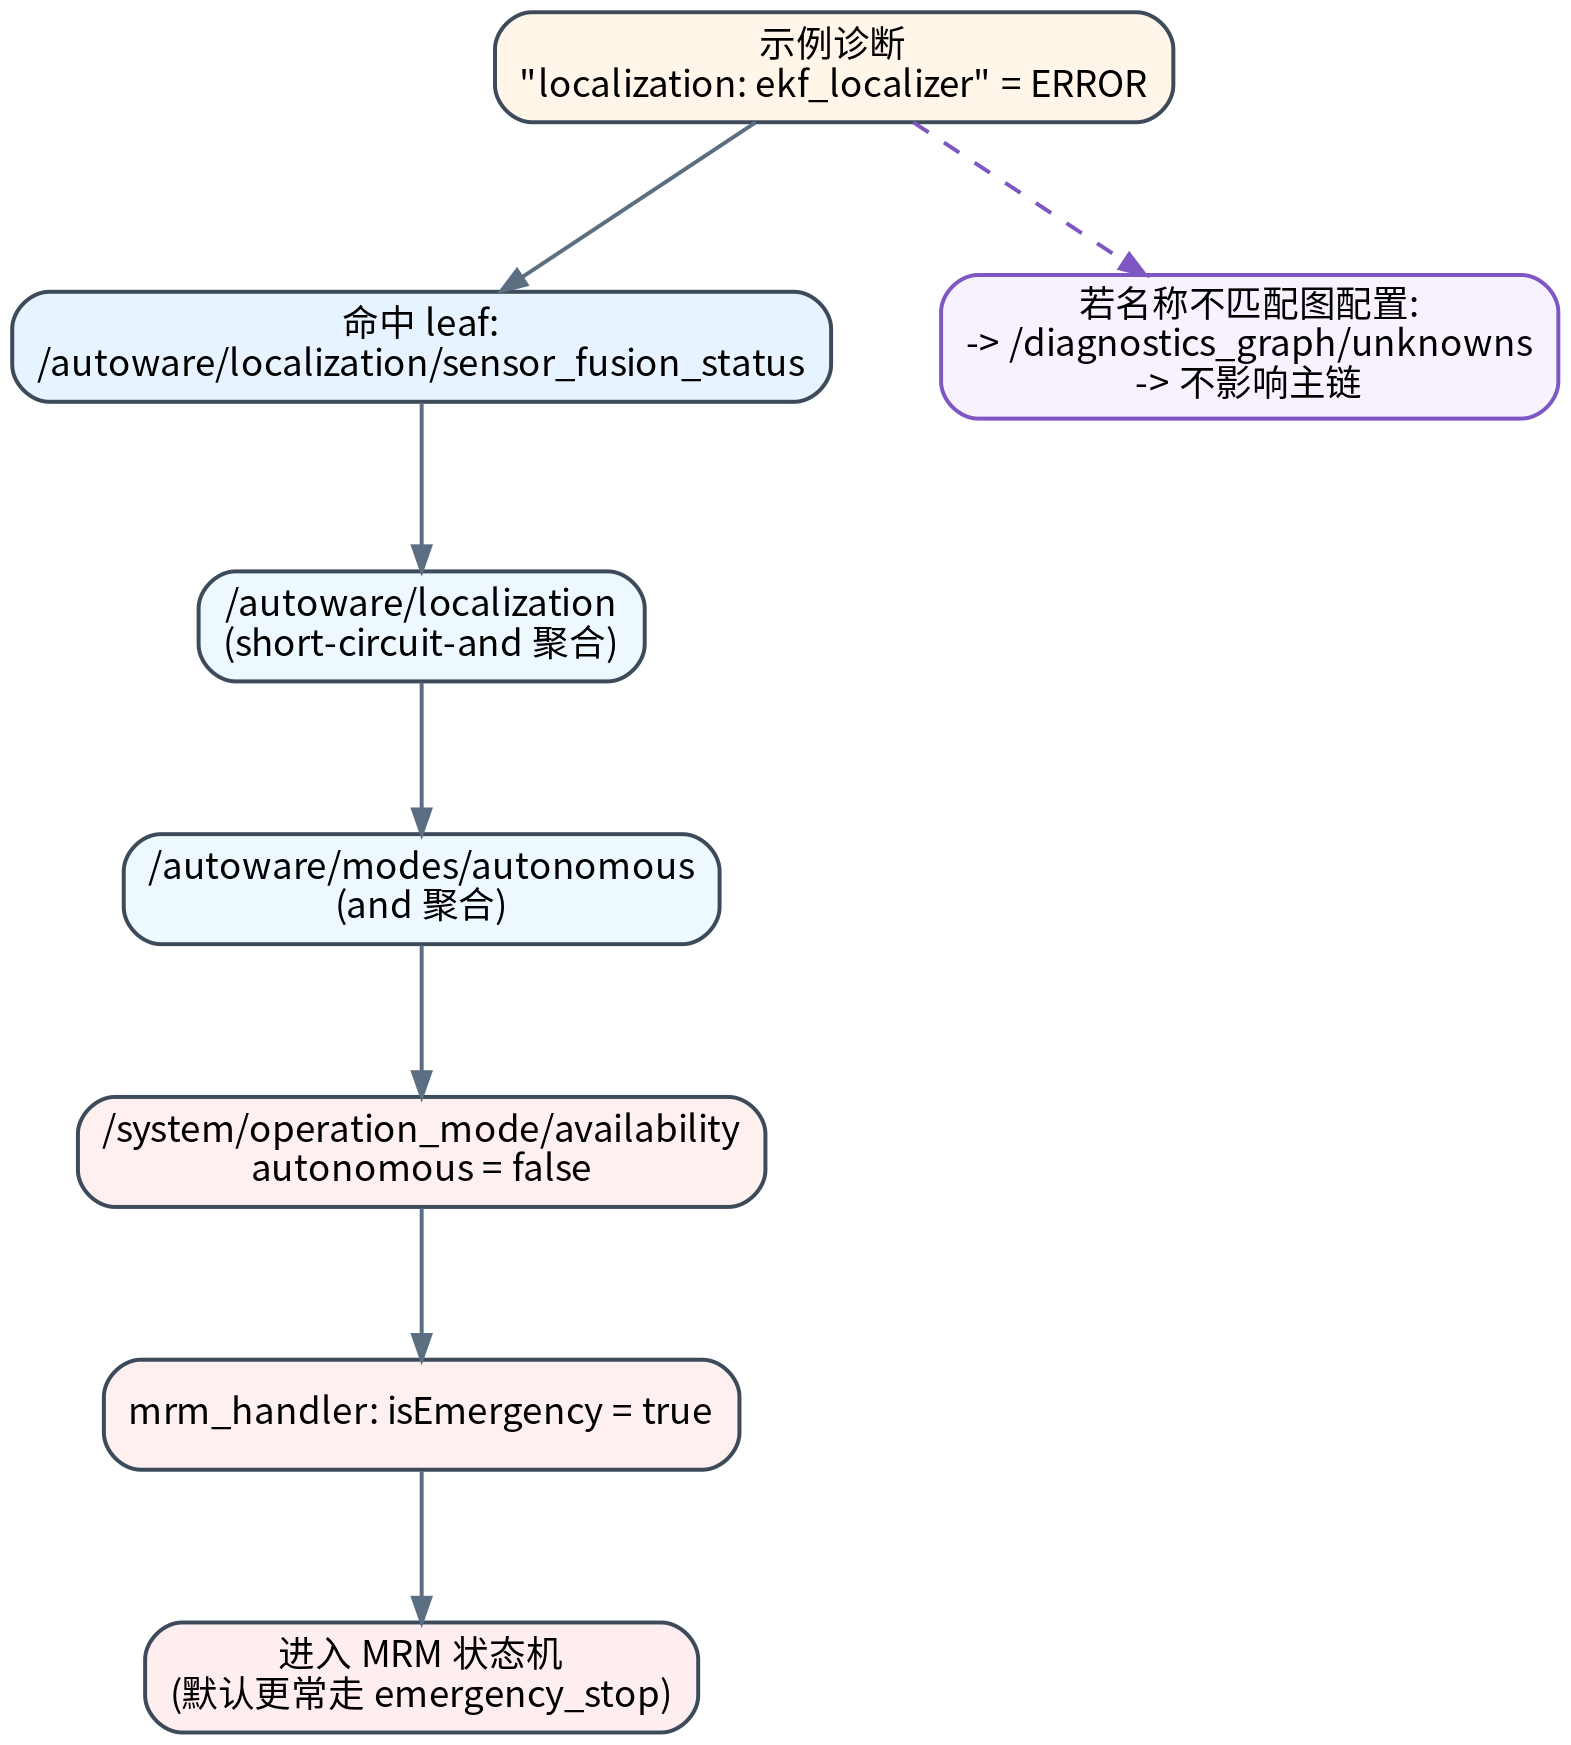 示例诊断
"localization: ekf_localizer" = ERROR
命中 leaf:
/autoware/localization/sensor_fusion_status
若名称不匹配图配置:
-> /diagnostics_graph/unknowns
-> 不影响主链
/autoware/localization
(short-circuit-and 聚合)
/autoware/modes/autonomous
(and 聚合)
/system/operation_mode/availability
autonomous = false
mrm_handler: isEmergency = true
进入 MRM 状态机
(默认更常走 emergency_stop)